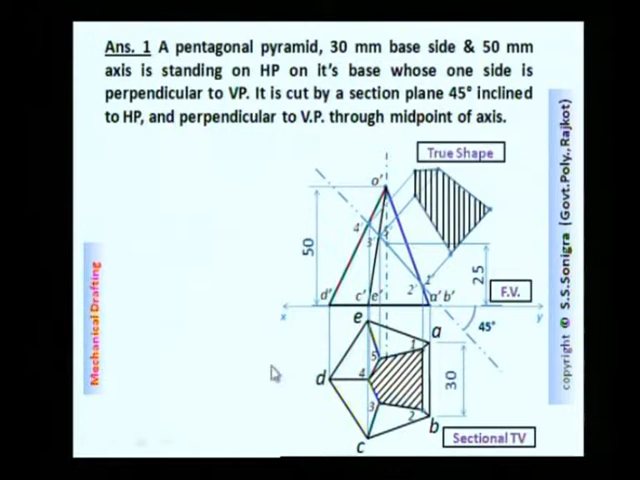 Ans. 1 A pentagonal pyramid, 30 mm base side & 50 mm
axis is standing on HP on it's base whose one side is
perpendicular to VP. It is cut by a section plane 45° inclined
to HP, and perpendicular to V.P. through midpoint of axis.
True Shape
o'
4'
3'
5'
50
1'
2'
25
d'
c' e'
a' b'
F.V.
x
y
45°
e
a
1
5
4
d
30
3
2
c
b
Sectional TV
Mechanical Drafting
copyright © S.S.Sonigra (Govt.Poly., Rajkot)